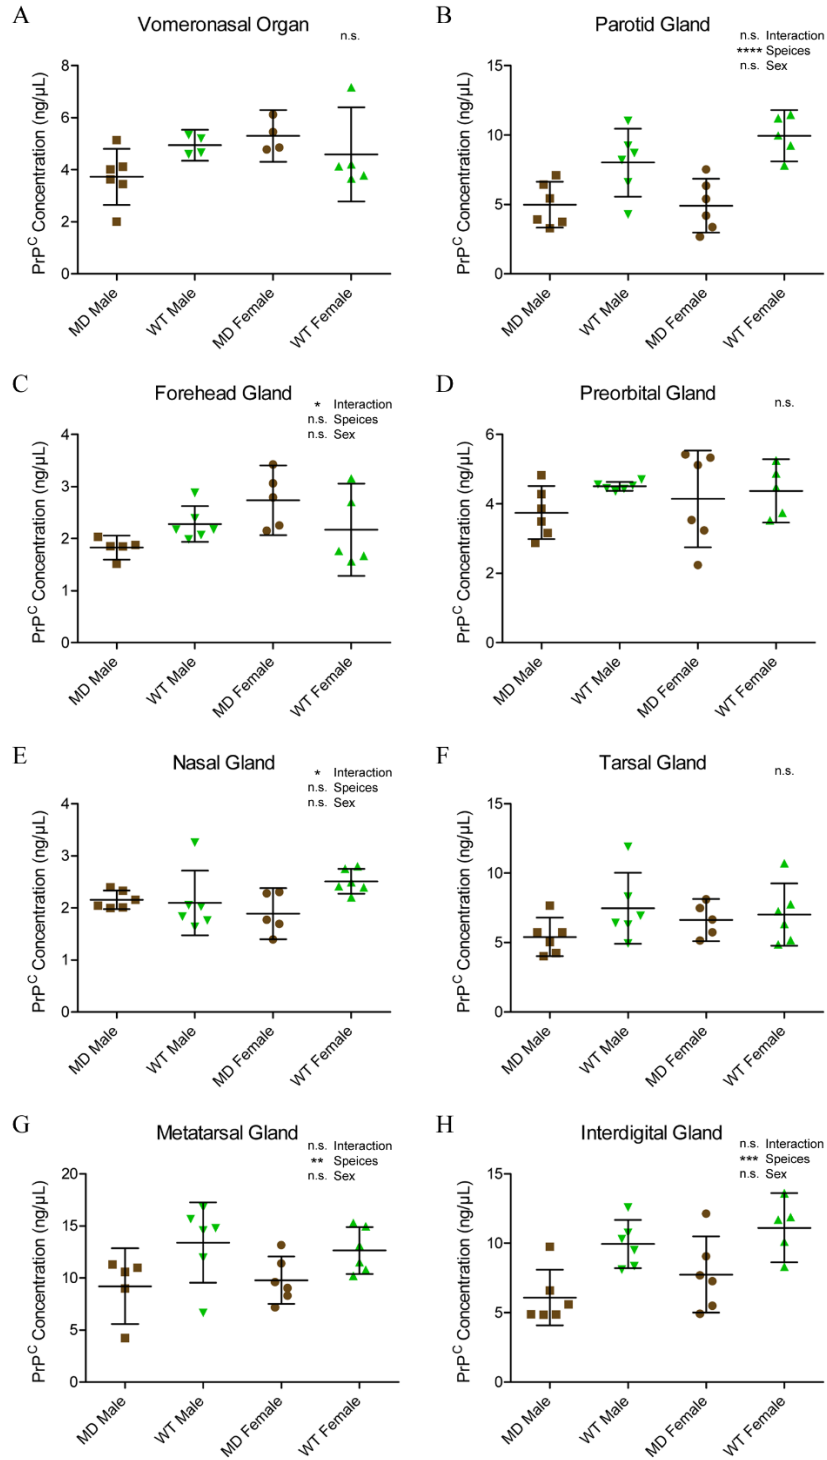 A
Vomeronasal Organ
n.s.
PrPC Concentration (ng/µL)
8
6
4
2
0
MD Male
WT Male
MD Female
WT Female
B
Parotid Gland
n.s. Interaction
**** Speices
n.s. Sex
PrPC Concentration (ng/µL)
15
10
5
0
MD Male
WT Male
MD Female
WT Female
C
Forehead Gland
* Interaction
n.s. Speices
n.s. Sex
PrPC Concentration (ng/µL)
4
3
2
1
0
MD Male
WT Male
MD Female
WT Female
D
Preorbital Gland
n.s.
PrPC Concentration (ng/µL)
6
4
2
0
MD Male
WT Male
MD Female
WT Female
E
Nasal Gland
* Interaction
n.s. Speices
n.s. Sex
PrPC Concentration (ng/µL)
4
3
2
1
0
MD Male
WT Male
MD Female
WT Female
F
Tarsal Gland
n.s.
PrPC Concentration (ng/µL)
15
10
5
0
MD Male
WT Male
MD Female
WT Female
G
Metatarsal Gland
n.s. Interaction
** Speices
n.s. Sex
PrPC Concentration (ng/µL)
20
15
10
5
0
MD Male
WT Male
MD Female
WT Female
H
Interdigital Gland
n.s. Interaction
*** Speices
n.s. Sex
PrPC Concentration (ng/µL)
15
10
5
0
MD Male
WT Male
MD Female
WT Female